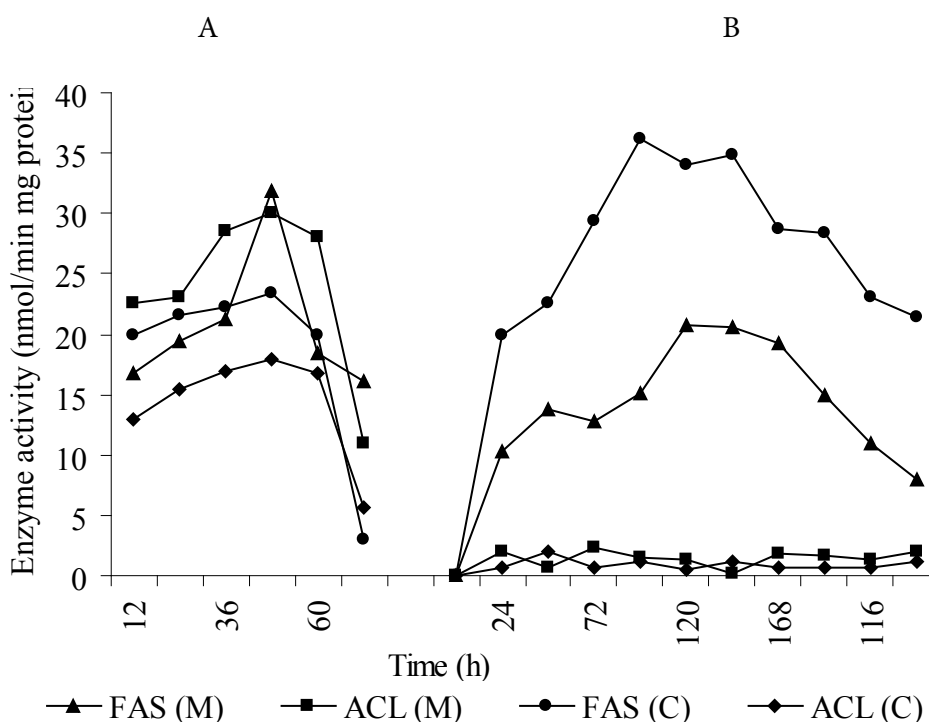 A B
Enzyme activity (nmol/min mg protein
40
35
30
25
20
15
10
5
0
12 36 60 24 72 120 168 116
Time (h)
FAS (M) ACL (M) FAS (C) ACL (C)